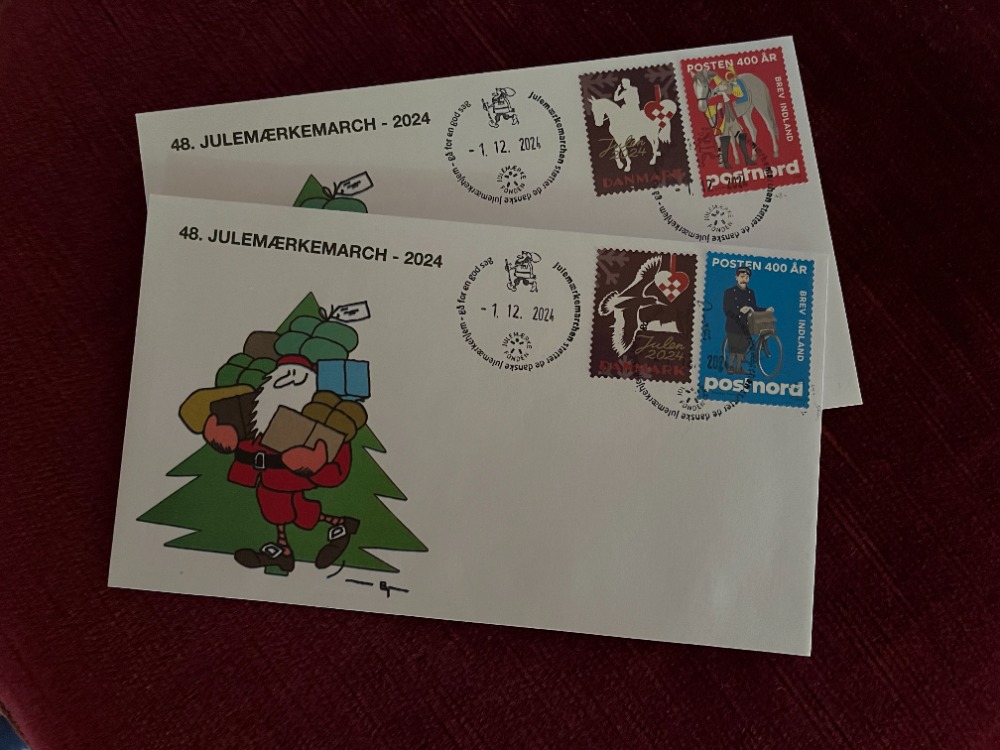 48. JULEMÆRKEMARCH - 2024
julemærkemarchen støtter de danske julemærkehjem - gå for en god sag
- 1. 12. 2024
JULEMÆRKE
FONDEN
Julen
2024
DANMARK
POSTEN 400 ÅR
BREV INDLAND
postnord
2024
48. JULEMÆRKEMARCH - 2024
julemærkemarchen støtter de danske julemærkehjem - gå for en god sag
- 1. 12. 2024
JULEMÆRKE
FONDEN
Julen
2024
DANMARK
POSTEN 400 ÅR
BREV INDLAND
postnord